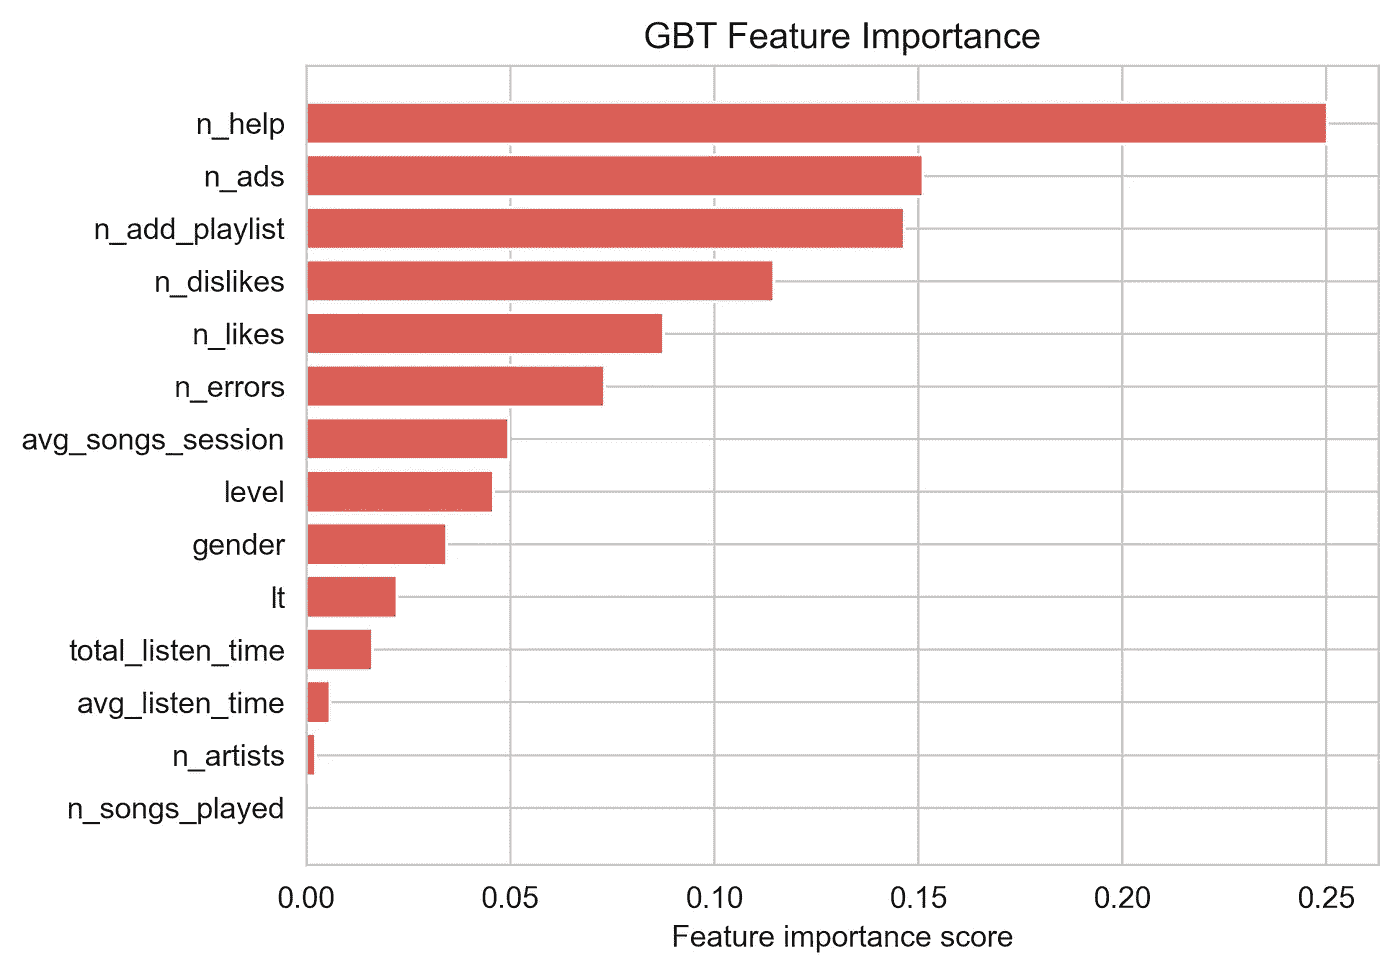 GBT Feature Importance
n_help
n_ads
n_add_playlist
n_dislikes
n_likes
n_errors
avg_songs_session
level
gender
lt
total_listen_time
avg_listen_time
n_artists
n_songs_played
0.00 0.05 0.10 0.15 0.20 0.25
Feature importance score